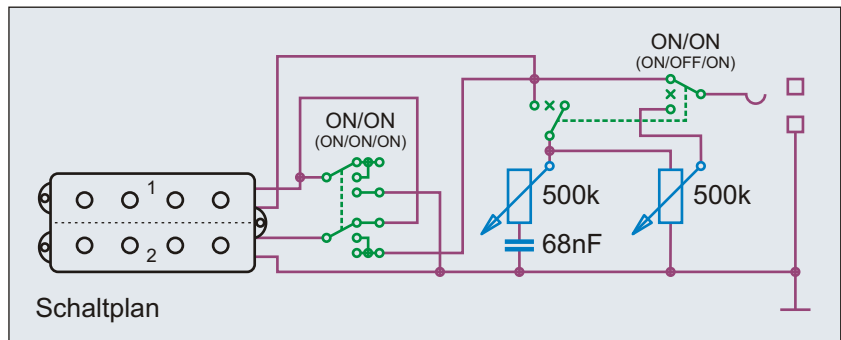 ON/ON
(ON/OFF/ON)
ON/ON
(ON/ON/ON)
1
2
500k
500k
68nF
Schaltplan